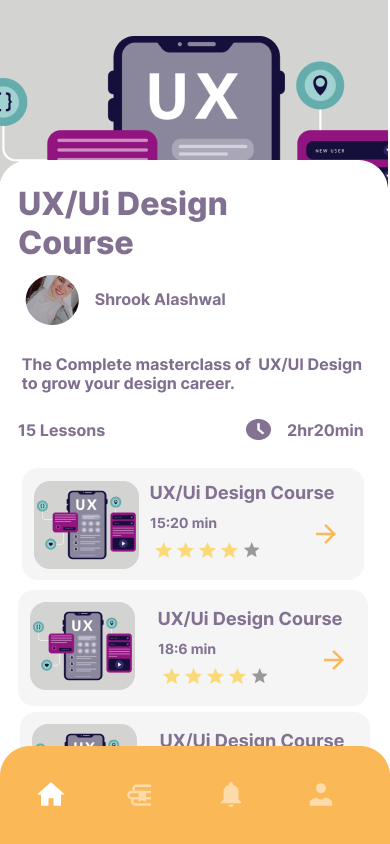 UX
NEW USER
UX/Ui Design
Course
Shrook Alashwal
The Complete masterclass of UX/UI Design
to grow your design career.
15 Lessons
2hr20min
UX
UX/Ui Design Course
15:20 min
UX
UX/Ui Design Course
18:6 min
UX
UX/Ui Design Course